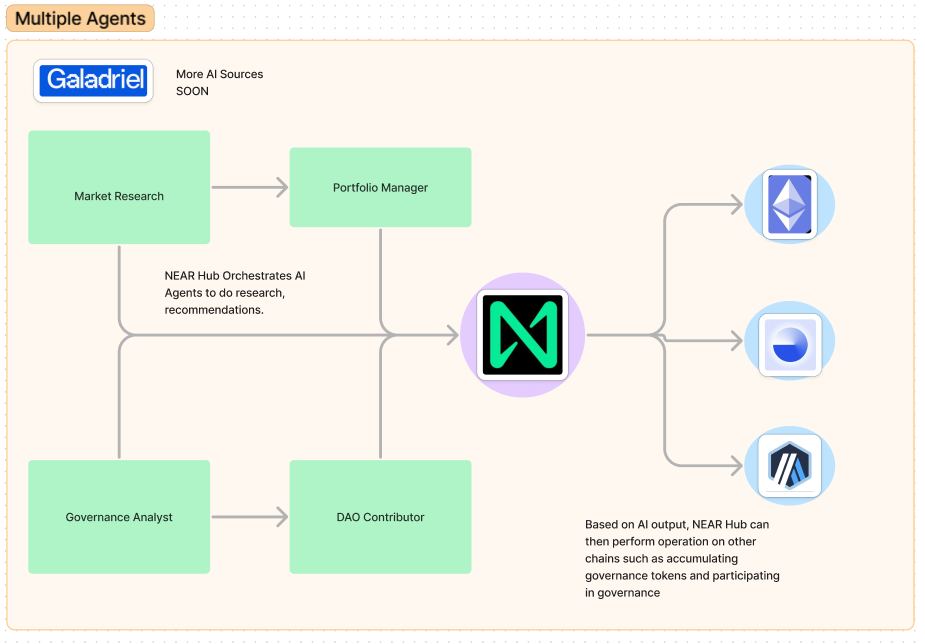 Multiple Agents
Galadriel
More AI Sources
SOON
Market Research
Portfolio Manager
NEAR Hub Orchestrates AI
Agents to do research,
recommendations.
Governance Analyst
DAO Contributor
Based on AI output, NEAR Hub can
then perform operation on other
chains such as accumulating
governance tokens and participating
in governance